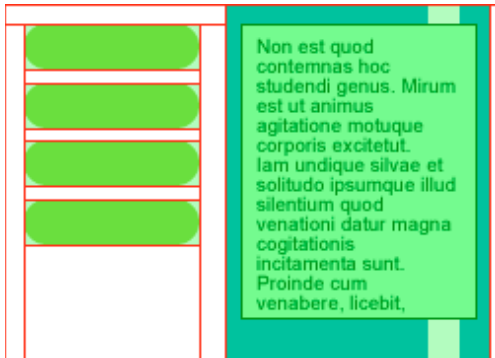 Non est quod
contemnas hoc
studendi genus. Mirum
est ut animus
agitatione motuque
corporis excitetut.
Iam undique silvae et
solitudo ipsumque illud
silentium quod
venationi datur magna
cogitationis
incitamenta sunt.
Proinde cum
venabere, licebit,